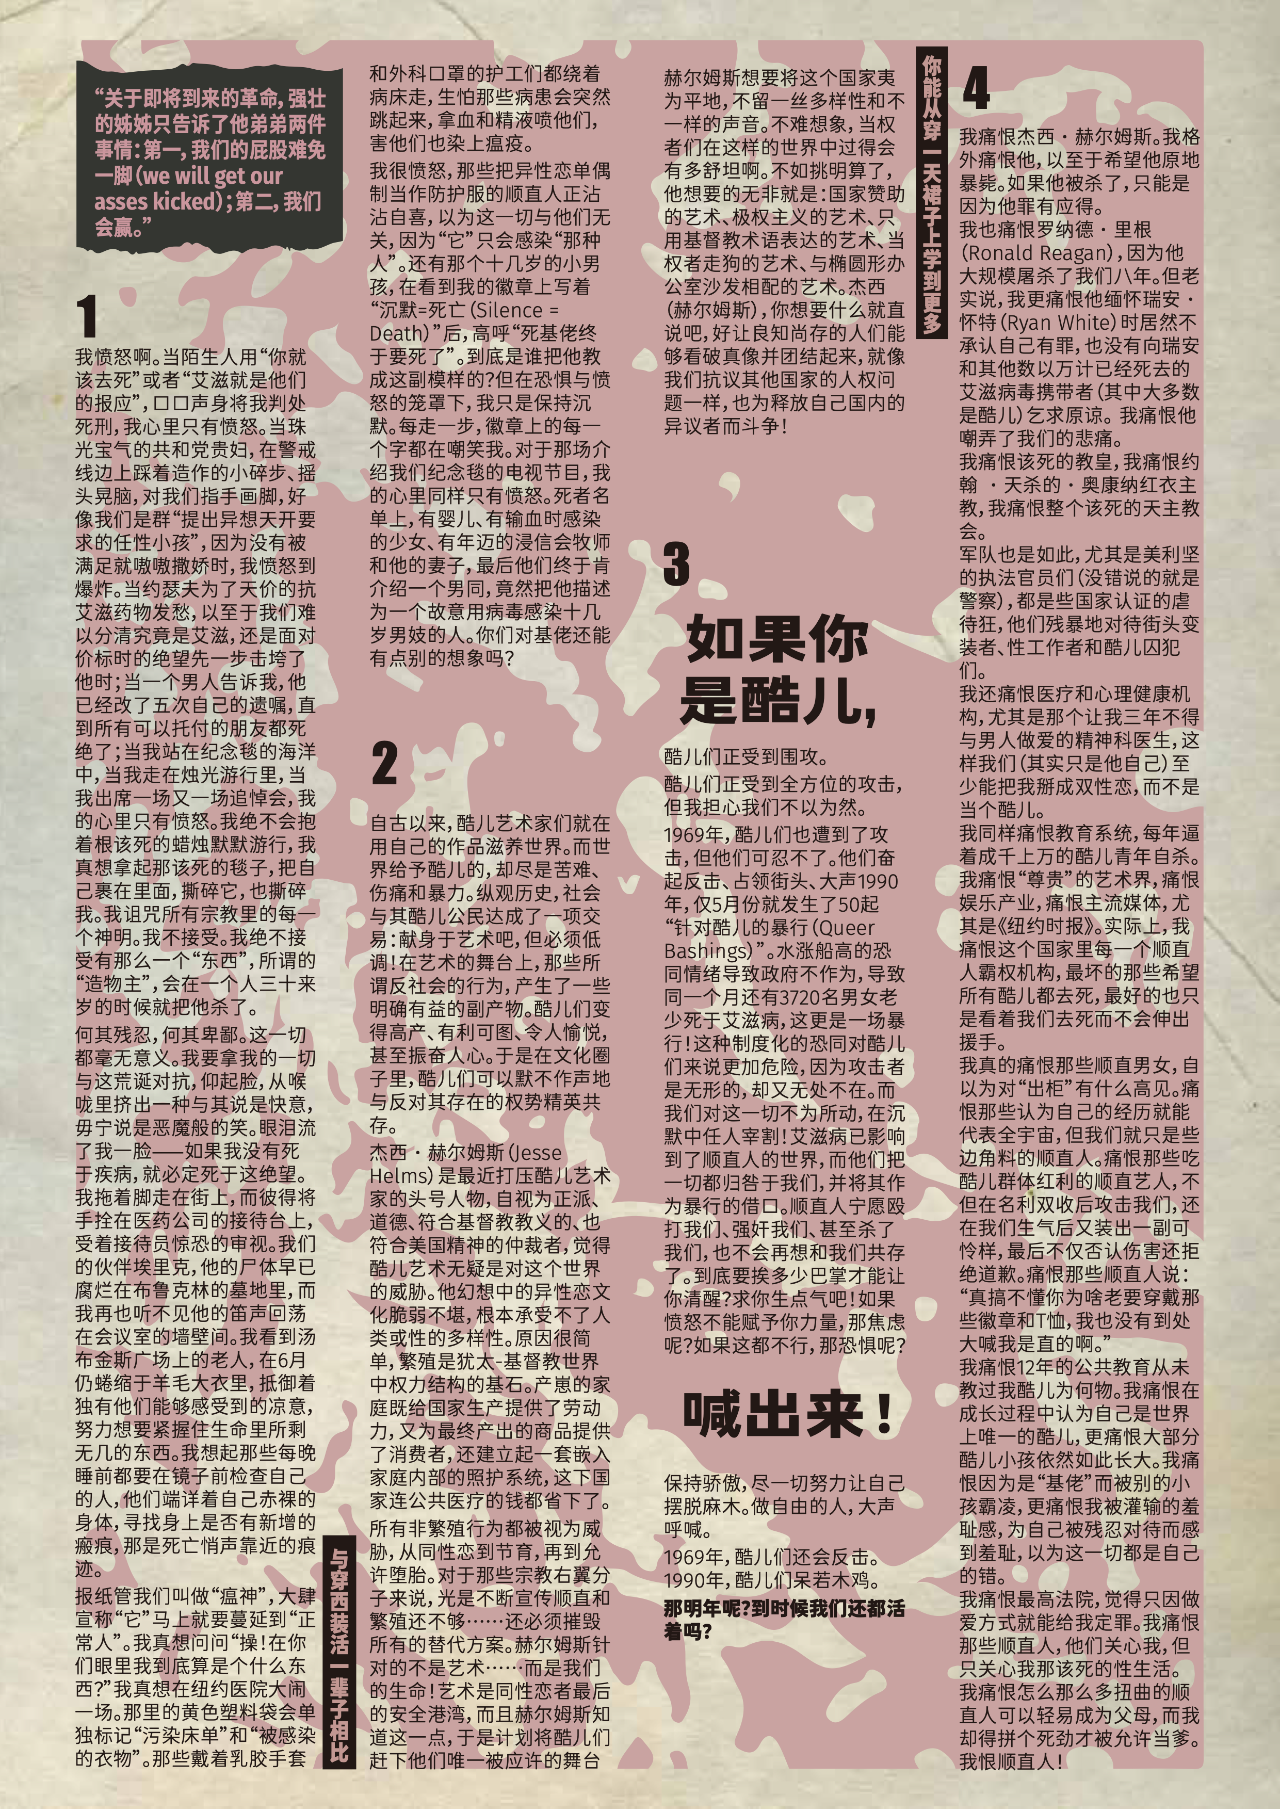 “关于即将到来的革命，强壮
的姊姊只告诉了他弟弟两件
事情：第一，我们的屁股难免
一脚（we will get our
asses kicked）；第二，我们
会赢。”
1
我愤怒啊。当陌生人用“你就
该去死”或者“艾滋就是他们
的报应”，口口声身将我判处
死刑，我心里只有愤怒。当珠
光宝气的共和党贵妇，在警戒
线边上踩着造作的小碎步、摇
头晃脑，对我们指手画脚，好
像我们是群“提出异想天开要
求的任性小孩”，因为没有被
满足就嗷嗷撒娇时，我愤怒到
爆炸。当约瑟夫为了天价的抗
艾滋药物发愁，以至于我们难
以分清究竟是艾滋，还是面对
价标时的绝望先一步击垮了
他时；当一个男人告诉我，他
已经改了五次自己的遗嘱，直
到所有可以托付的朋友都死
绝了；当我站在纪念毯的海洋
中，当我走在烛光游行里，当
我出席一场又一场追悼会，我
的心里只有愤怒。我绝不会抱
着根该死的蜡烛默默游行，我
真想拿起那该死的毯子，把自
己裹在里面，撕碎它，也撕碎
我。我诅咒所有宗教里的每一
个神明。我不接受。我绝不接
受有那么一个“东西”，所谓的
“造物主”，会在一个人三十来
岁的时候就把他杀了。
何其残忍，何其卑鄙。这一切
都毫无意义。我要拿我的一切
与这荒诞对抗，仰起脸，从喉
咙里挤出一种与其说是快意，
毋宁说是恶魔般的笑。眼泪流
了我一脸——如果我没有死
于疾病，就必定死于这绝望。
我拖着脚走在街上，而彼得将
手拴在医药公司的接待台上，
受着接待员惊恐的审视。我们
的伙伴埃里克，他的尸体早已
腐烂在布鲁克林的墓地里，而
我再也听不见他的笛声回荡
在会议室的墙壁间。我看到汤
布金斯广场上的老人，在6月
仍蜷缩于羊毛大衣里，抵御着
独有他们能够感受到的凉意，
努力想要紧握住生命里所剩
无几的东西。我想起那些每晚
睡前都要在镜子前检查自己
的人，他们端详着自己赤裸的
身体，寻找身上是否有新增的
瘢痕，那是死亡悄声靠近的痕
迹。
报纸管我们叫做“瘟神”，大肆
宣称“它”马上就要蔓延到“正
常人”。我真想问问“操！在你
们眼里我到底算是个什么东
西？”我真想在纽约医院大闹
一场。那里的黄色塑料袋会单
独标记“污染床单”和“被感染
的衣物”。那些戴着乳胶手套
与穿西装活一辈子相比
和外科口罩的护工们都绕着
病床走，生怕那些病患会突然
跳起来，拿血和精液喷他们，
害他们也染上瘟疫。
我很愤怒，那些把异性恋单偶
制当作防护服的顺直人正沾
沾自喜，以为这一切与他们无
关，因为“它”只会感染“那种
人”。还有那个十几岁的小男
孩，在看到我的徽章上写着
“沉默=死亡（Silence =
Death）”后，高呼“死基佬终
于要死了”。到底是谁把他教
成这副模样的？但在恐惧与愤
怒的笼罩下，我只是保持沉
默。每走一步，徽章上的每一
个字都在嘲笑我。对于那场介
绍我们纪念毯的电视节目，我
的心里同样只有愤怒。死者名
单上，有婴儿、有输血时感染
的少女、有年迈的浸信会牧师
和他的妻子，最后他们终于肯
介绍一个男同，竟然把他描述
为一个故意用病毒感染十几
岁男妓的人。你们对基佬还能
有点别的想象吗？
2
自古以来，酷儿艺术家们就在
用自己的作品滋养世界。而世
界给予酷儿的，却尽是苦难、
伤痛和暴力。纵观历史，社会
与其酷儿公民达成了一项交
易：献身于艺术吧，但必须低
调！在艺术的舞台上，那些所
谓反社会的行为，产生了一些
明确有益的副产物。酷儿们变
得高产、有利可图、令人愉悦，
甚至振奋人心。于是在文化圈
子里，酷儿们可以默不作声地
与反对其存在的权势精英共
存。
杰西·赫尔姆斯（Jesse
Helms）是最近打压酷儿艺术
家的头号人物，自视为正派、
道德、符合基督教教义的、也
符合美国精神的仲裁者，觉得
酷儿艺术无疑是对这个世界
的威胁。他幻想中的异性恋文
化脆弱不堪，根本承受不了人
类或性的多样性。原因很简
单，繁殖是犹太-基督教世界
中权力结构的基石。产崽的家
庭既给国家生产提供了劳动
力，又为最终产出的商品提供
了消费者，还建立起一套嵌入
家庭内部的照护系统，这下国
家连公共医疗的钱都省下了。
所有非繁殖行为都被视为威
胁，从同性恋到节育，再到允
许堕胎。对于那些宗教右翼分
子来说，光是不断宣传顺直和
繁殖还不够……还必须摧毁
所有的替代方案。赫尔姆斯针
对的不是艺术……而是我们
的生命！艺术是同性恋者最后
的安全港湾，而且赫尔姆斯知
道这一点，于是计划将酷儿们
赶下他们唯一被应许的舞台
赫尔姆斯想要将这个国家夷
为平地，不留一丝多样性和不
一样的声音。不难想象，当权
者们在这样的世界中过得会
有多舒坦啊。不如挑明算了，
他想要的无非就是：国家赞助
的艺术、极权主义的艺术、只
用基督教术语表达的艺术、当
权者走狗的艺术、与椭圆形办
公室沙发相配的艺术。杰西
（赫尔姆斯），你想要什么就直
说吧，好让良知尚存的人们能
够看破真像并团结起来，就像
我们抗议其他国家的人权问
题一样，也为释放自己国内的
异议者而斗争！
3
如果你
是酷儿，
酷儿们正受到围攻。
酷儿们正受到全方位的攻击，
但我担心我们不以为然。
1969年，酷儿们也遭到了攻
击，但他们可忍不了。他们奋
起反击、占领街头、大声1990
年，仅5月份就发生了50起
“针对酷儿的暴行（Queer
Bashings）”。水涨船高的恐
同情绪导致政府不作为，导致
同一个月还有3720名男女老
少死于艾滋病，这更是一场暴
行！这种制度化的恐同对酷儿
们来说更加危险，因为攻击者
是无形的，却又无处不在。而
我们对这一切不为所动，在沉
默中任人宰割！艾滋病已影响
到了顺直人的世界，而他们把
一切都归咎于我们，并将其作
为暴行的借口。顺直人宁愿殴
打我们、强奸我们、甚至杀了
我们，也不会再想和我们共存
了。到底要挨多少巴掌才能让
你清醒？求你生点气吧！如果
愤怒不能赋予你力量，那焦虑
呢？如果这都不行，那恐惧呢？
喊出来！
保持骄傲，尽一切努力让自己
摆脱麻木。做自由的人，大声
呼喊。
1969年，酷儿们还会反击。
1990年，酷儿们呆若木鸡。
那明年呢？到时候我们还都活
着吗？
你能从穿一天裙子上学到更多
4
我痛恨杰西·赫尔姆斯。我格
外痛恨他，以至于希望他原地
暴毙。如果他被杀了，只能是
因为他罪有应得。
我也痛恨罗纳德·里根
（Ronald Reagan），因为他
大规模屠杀了我们八年。但老
实说，我更痛恨他缅怀瑞安·
怀特（Ryan White）时居然不
承认自己有罪，也没有向瑞安
和其他数以万计已经死去的
艾滋病毒携带者（其中大多数
是酷儿）乞求原谅。 我痛恨他
嘲弄了我们的悲痛。
我痛恨该死的教皇，我痛恨约
翰 ·天杀的·奥康纳红衣主
教，我痛恨整个该死的天主教
会。
军队也是如此，尤其是美利坚
的执法官员们（没错说的就是
警察），都是些国家认证的虐
待狂，他们残暴地对待街头变
装者、性工作者和酷儿囚犯
们。
我还痛恨医疗和心理健康机
构，尤其是那个让我三年不得
与男人做爱的精神科医生，这
样我们（其实只是他自己）至
少能把我掰成双性恋，而不是
当个酷儿。
我同样痛恨教育系统，每年逼
着成千上万的酷儿青年自杀。
我痛恨“尊贵”的艺术界，痛恨
娱乐产业，痛恨主流媒体，尤
其是《纽约时报》。实际上，我
痛恨这个国家里每一个顺直
人霸权机构，最坏的那些希望
所有酷儿都去死，最好的也只
是看着我们去死而不会伸出
援手。
我真的痛恨那些顺直男女，自
以为对“出柜”有什么高见。痛
恨那些认为自己的经历就能
代表全宇宙，但我们就只是些
边角料的顺直人。痛恨那些吃
酷儿群体红利的顺直艺人，不
但在名利双收后攻击我们，还
在我们生气后又装出一副可
怜样，最后不仅否认伤害还拒
绝道歉。痛恨那些顺直人说：
“真搞不懂你为啥老要穿戴那
些徽章和T恤，我也没有到处
大喊我是直的啊。”
我痛恨12年的公共教育从未
教过我酷儿为何物。我痛恨在
成长过程中认为自己是世界
上唯一的酷儿，更痛恨大部分
酷儿小孩依然如此长大。我痛
恨因为是“基佬”而被别的小
孩霸凌，更痛恨我被灌输的羞
耻感，为自己被残忍对待而感
到羞耻，以为这一切都是自己
的错。
我痛恨最高法院，觉得只因做
爱方式就能给我定罪。我痛恨
那些顺直人，他们关心我，但
只关心我那该死的性生活。
我痛恨怎么那么多扭曲的顺
直人可以轻易成为父母，而我
却得拼个死劲才被允许当爹。
我恨顺直人！